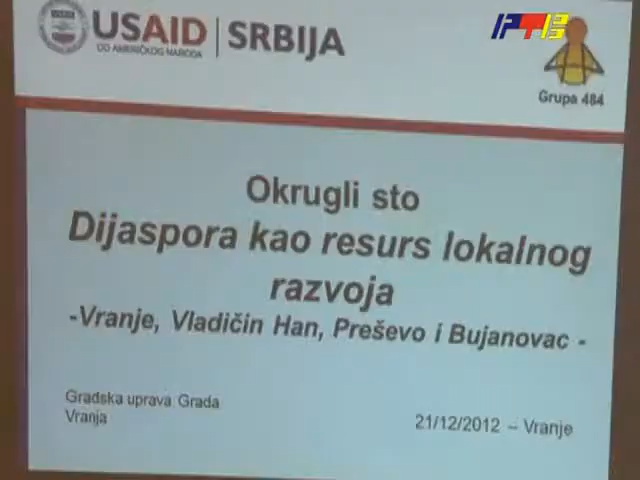 USAID | SRBIJA
OD AMERIČKOG NARODA
РТВ
Grupa 484
Okrugli sto
Dijaspora kao resurs lokalnog
razvoja
-Vranje, Vladičin Han, Preševo i Bujanovac -
Gradska uprava Grada
Vranja
21/12/2012 – Vranje